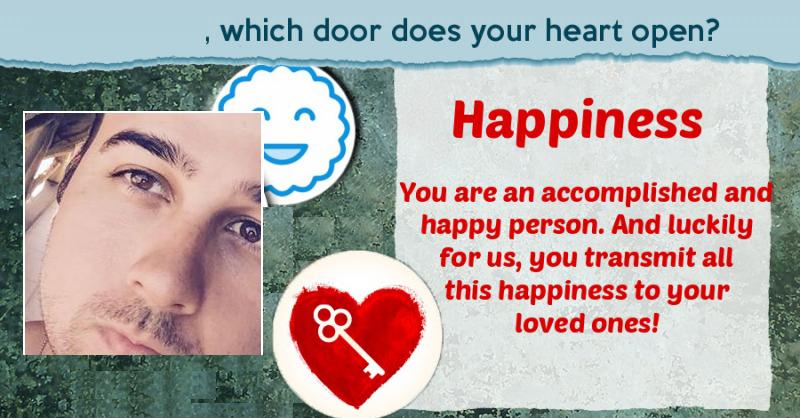 , which door does your heart open?
Happiness
You are an accomplished and
happy person. And luckily
for us, you transmit all
this happiness to your
loved ones!